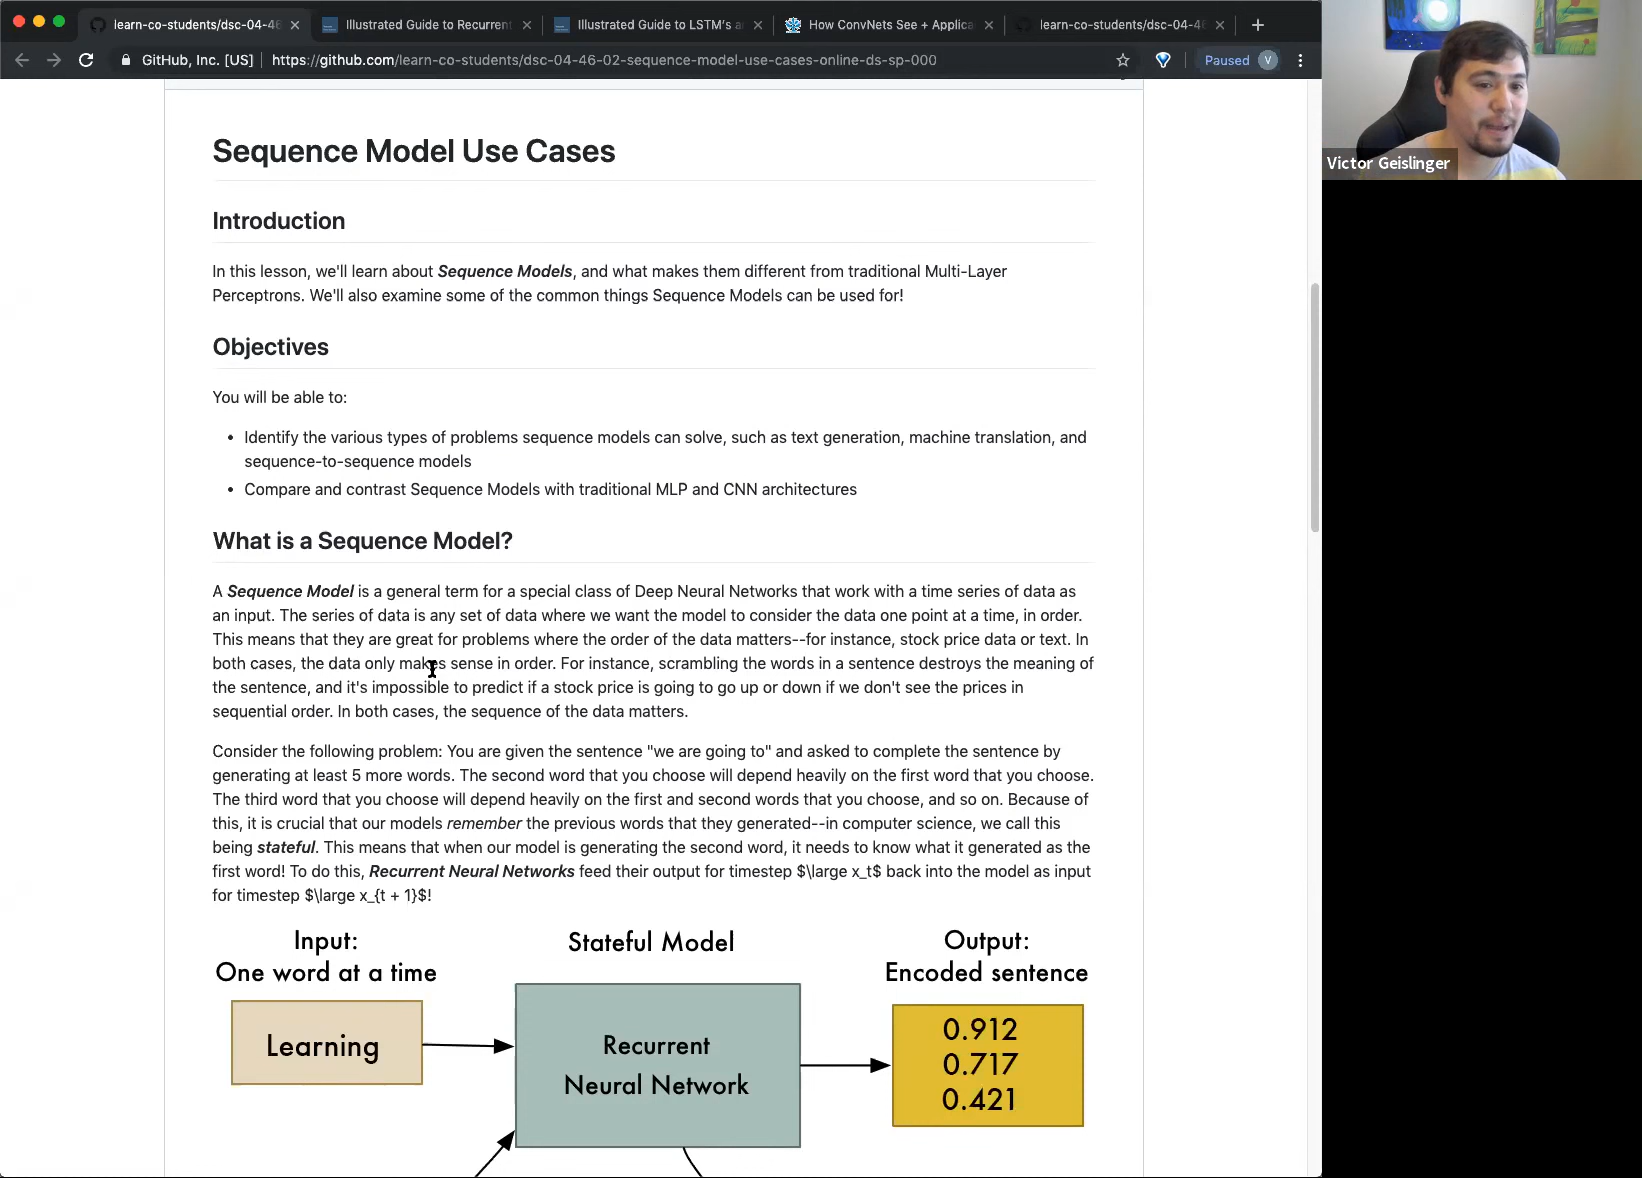 learn-co-students/dsc-04-46
Illustrated Guide to Recurrent
Illustrated Guide to LSTM's a
How ConvNets See + Applica
learn-co-students/dsc-04-46
GitHub, Inc. [US]
https://github.com/learn-co-students/dsc-04-46-02-sequence-model-use-cases-online-ds-sp-000
Paused
V
Victor Geislinger
Sequence Model Use Cases
Introduction
In this lesson, we'll learn about Sequence Models, and what makes them different from traditional Multi-Layer
Perceptrons. We'll also examine some of the common things Sequence Models can be used for!
Objectives
You will be able to:
• Identify the various types of problems sequence models can solve, such as text generation, machine translation, and
sequence-to-sequence models
• Compare and contrast Sequence Models with traditional MLP and CNN architectures
What is a Sequence Model?
A Sequence Model is a general term for a special class of Deep Neural Networks that work with a time series of data as
an input. The series of data is any set of data where we want the model to consider the data one point at a time, in order.
This means that they are great for problems where the order of the data matters--for instance, stock price data or text. In
both cases, the data only makes sense in order. For instance, scrambling the words in a sentence destroys the meaning of
the sentence, and it's impossible to predict if a stock price is going to go up or down if we don't see the prices in
sequential order. In both cases, the sequence of the data matters.
Consider the following problem: You are given the sentence "we are going to" and asked to complete the sentence by
generating at least 5 more words. The second word that you choose will depend heavily on the first word that you choose.
The third word that you choose will depend heavily on the first and second words that you choose, and so on. Because of
this, it is crucial that our models remember the previous words that they generated--in computer science, we call this
being stateful. This means that when our model is generating the second word, it needs to know what it generated as the
first word! To do this, Recurrent Neural Networks feed their output for timestep $\large x_t$ back into the model as input
for timestep $\large x_{t + 1}$!
Input:
One word at a time
Stateful Model
Output:
Encoded sentence
Learning
Recurrent
Neural Network
0.912
0.717
0.421